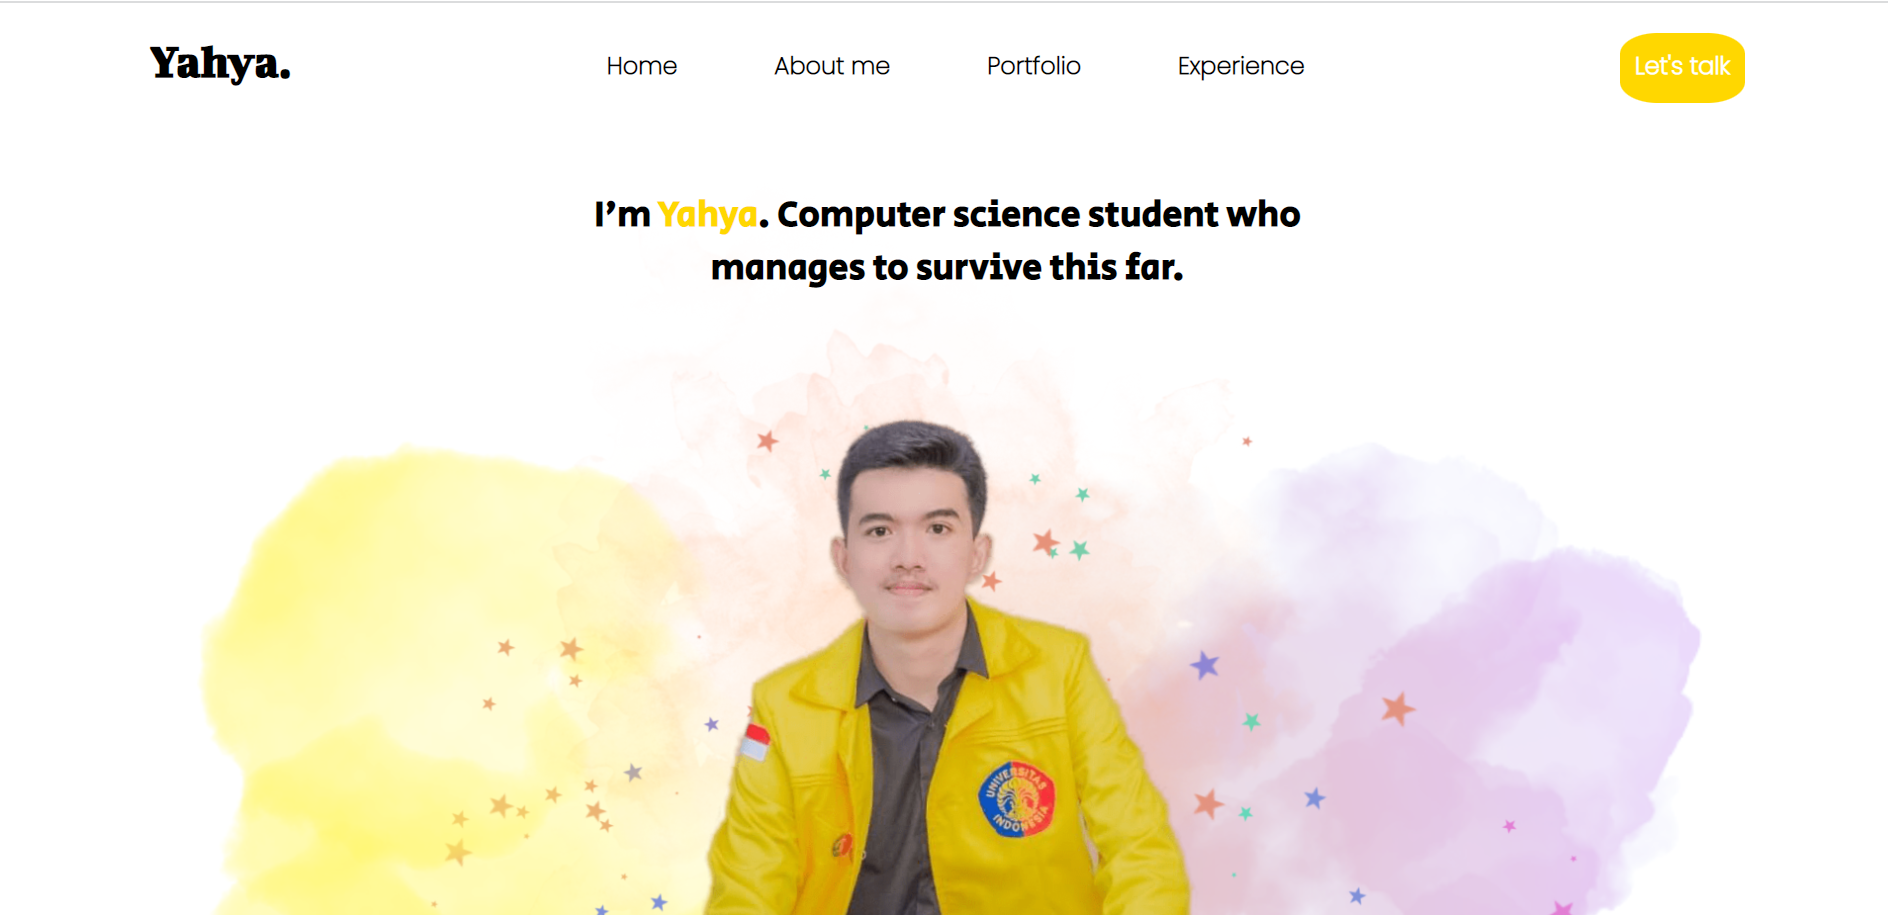 Yahya.
Home
About me
Portfolio
Experience
Let's talk
I’m Yahya. Computer science student who
manages to survive this far.
UNIVERSITAS
INDONESIA